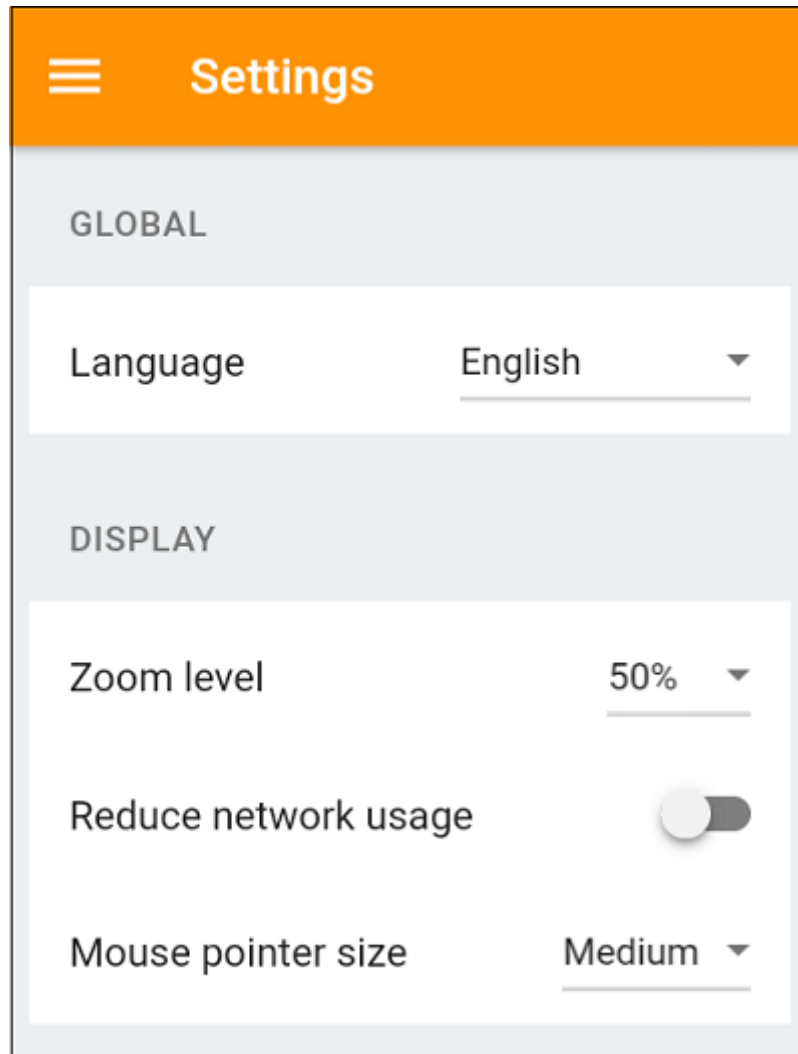 Settings
GLOBAL
Language English
DISPLAY
Zoom level 50%
Reduce network usage
Mouse pointer size Medium